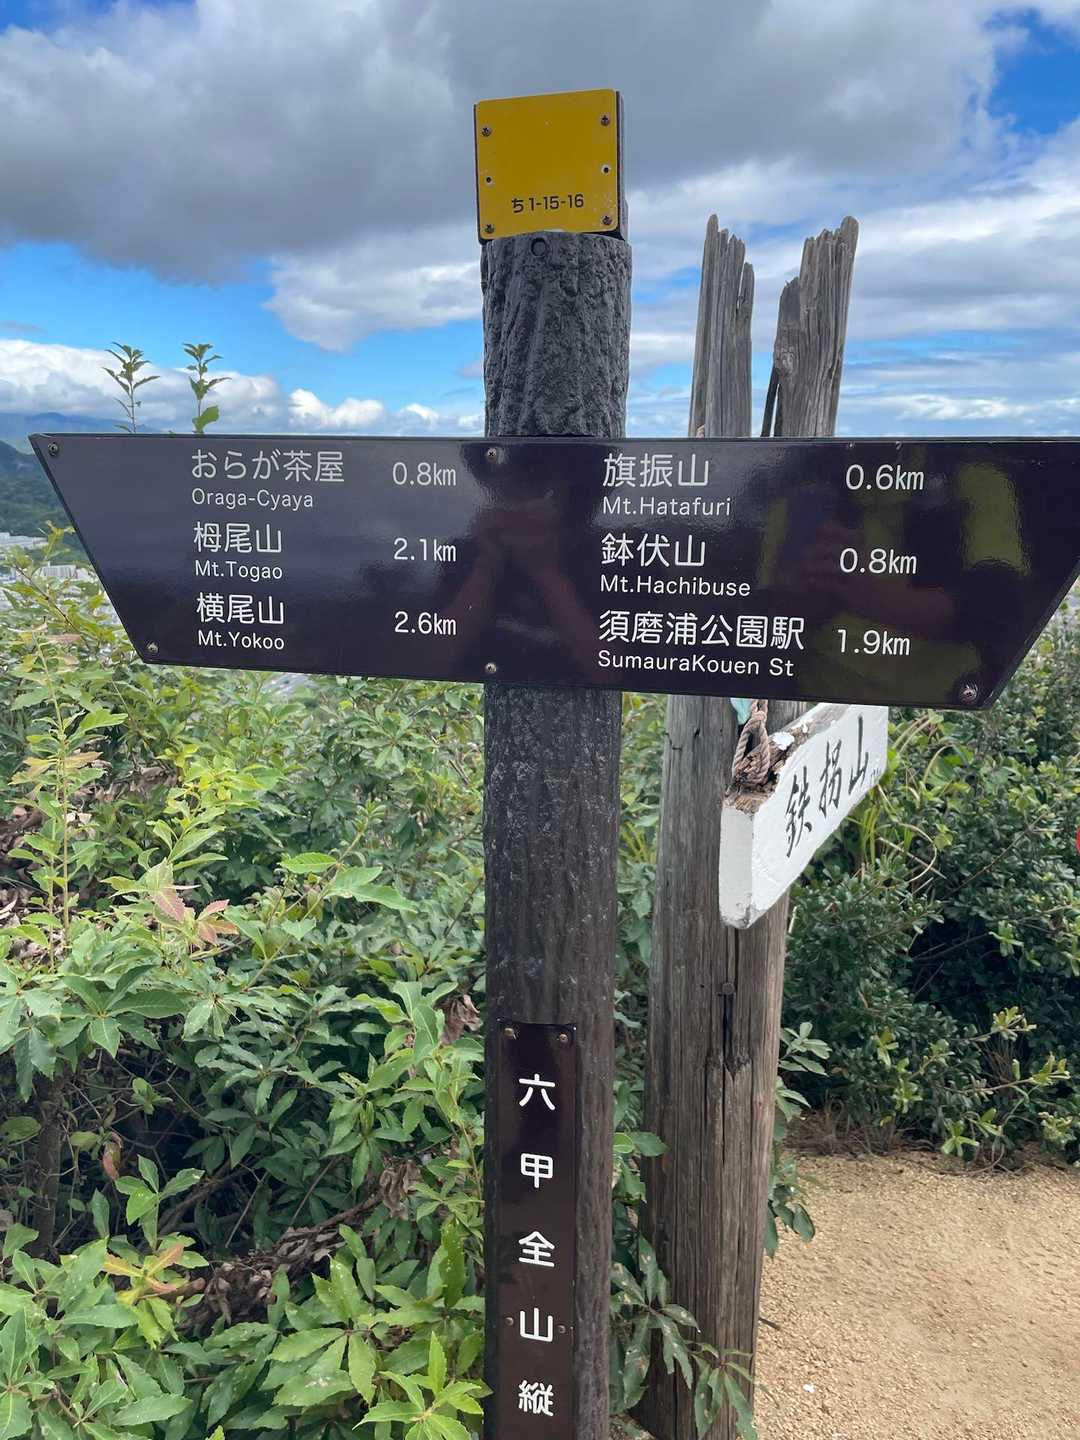 ち1-15-16
おらが茶屋 0.8km
Oraga-Cyaya
栂尾山 2.1km
Mt.Togao
横尾山 2.6km
Mt.Yokoo
旗振山 0.6km
Mt.Hatafuri
鉢伏山 0.8km
Mt.Hachibuse
須磨浦公園駅 1.9km
SumauraKouen St
鉄拐山
六甲全山縦